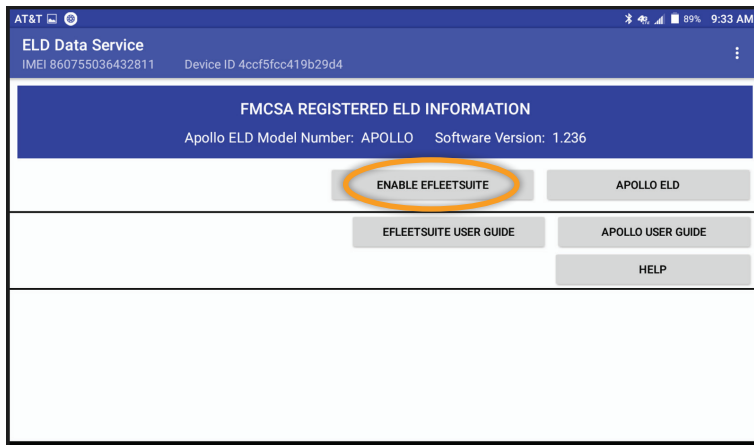 AT&T 89% 9:33 AM
ELD Data Service
IMEI 860755036432811 Device ID 4ccf5fcc419b29d4
FMCSA REGISTERED ELD INFORMATION
Apollo ELD Model Number: APOLLO Software Version: 1.236
ENABLE EFLEETSUITE APOLLO ELD
EFLEETSUITE USER GUIDE APOLLO USER GUIDE
HELP